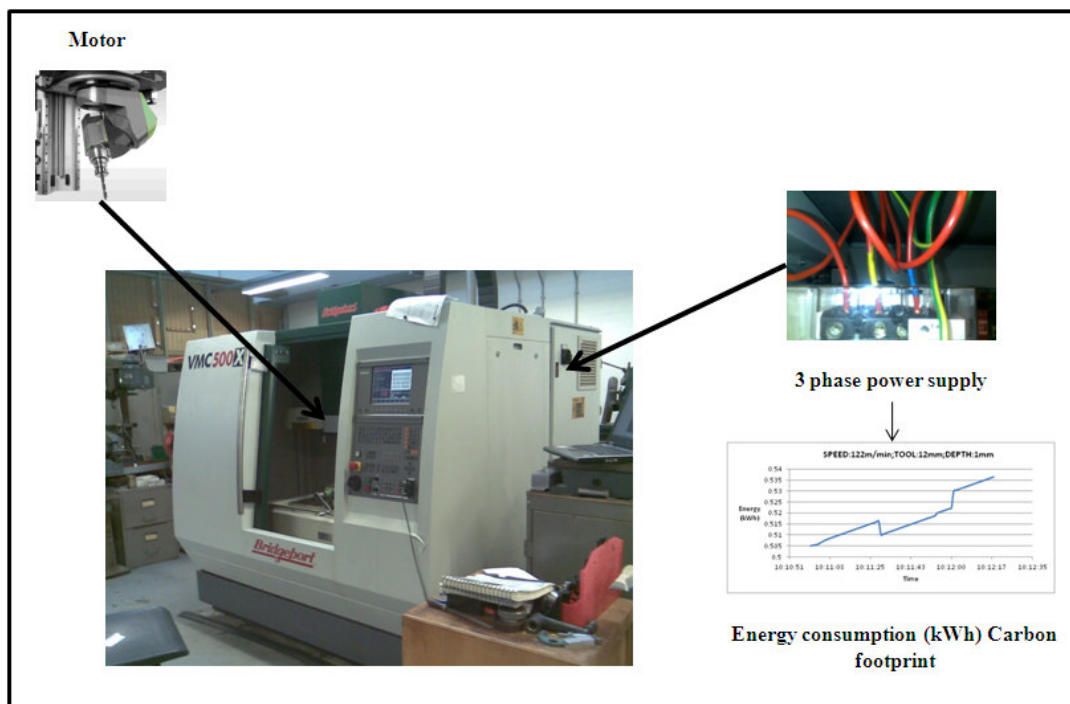 Motor
Bridgeport
VMC500X
Bridgeport
3 phase power supply
SPEED:122m/min;TOOL:12mm;DEPTH:1mm
Energy
(kWh)
0.54
0.535
0.53
0.525
0.52
0.515
0.51
0.505
0.5
10:10:51 10:11:08 10:11:25 10:11:43 10:12:00 10:12:17 10:12:35
Time
Energy consumption (kWh) Carbon
footprint